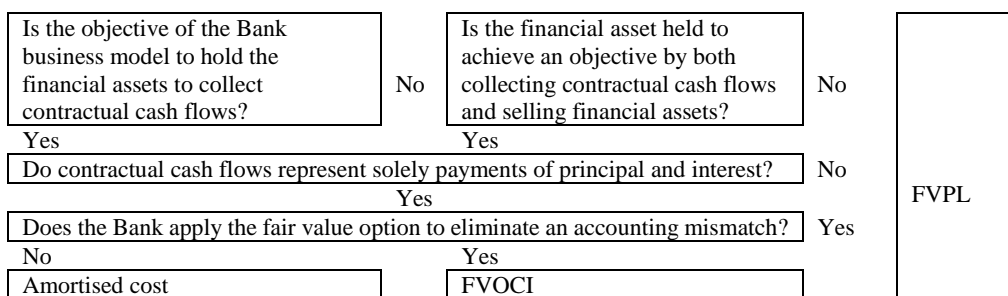 Is the objective of the Bank
business model to hold the
financial assets to collect
contractual cash flows?
No
Is the financial asset held to
achieve an objective by both
collecting contractual cash flows
and selling financial assets?
No
Yes
Yes
Do contractual cash flows represent solely payments of principal and interest?
No
Yes
FVPL
Does the Bank apply the fair value option to eliminate an accounting mismatch?
Yes
No
Yes
Amortised cost
FVOCI